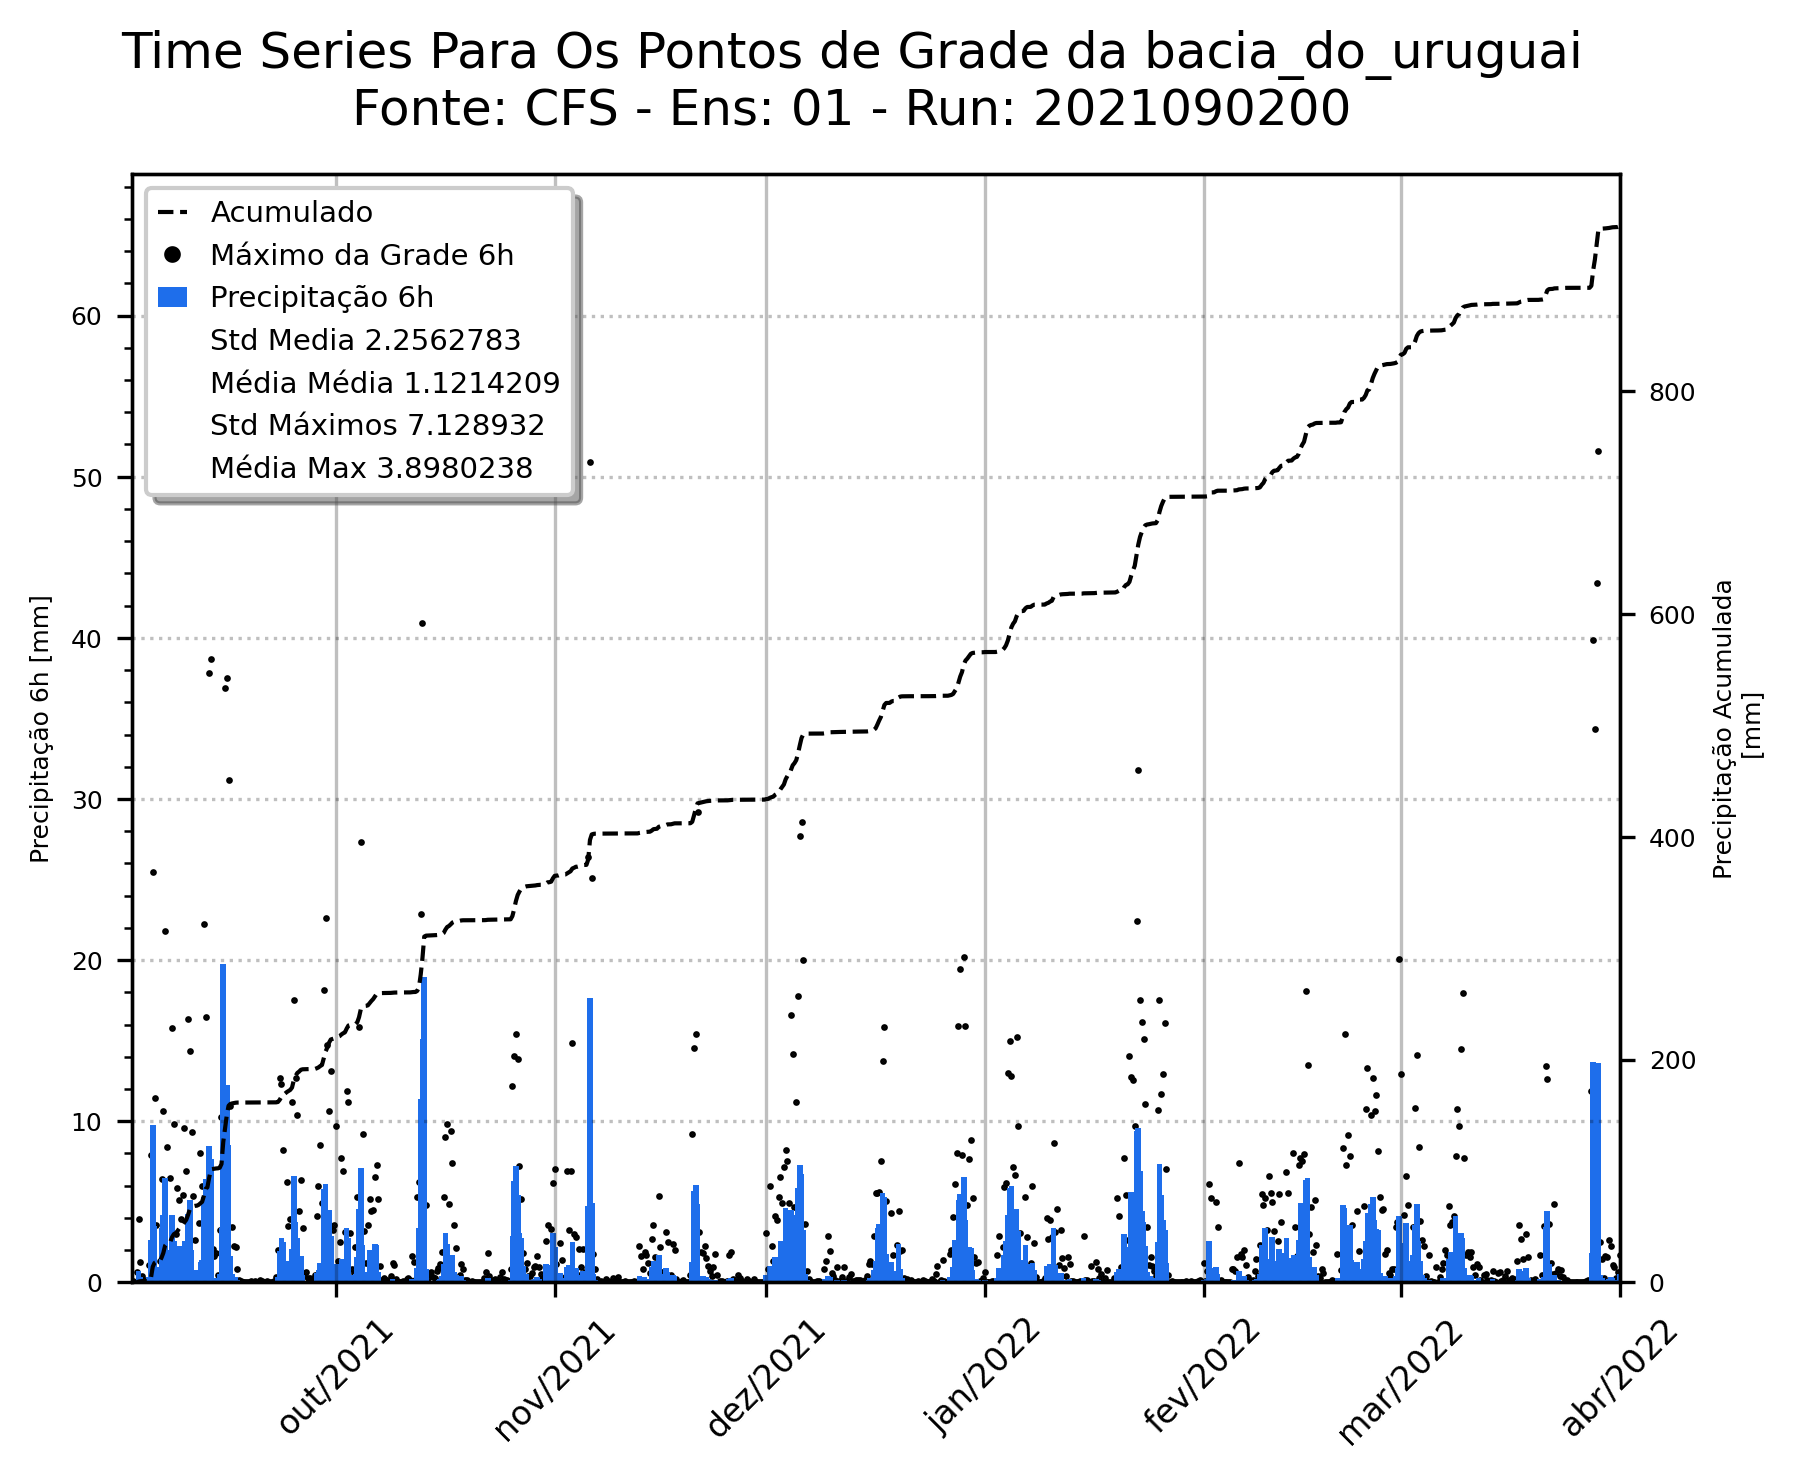 Time Series Para Os Pontos de Grade da bacia_do_uruguai
Fonte: CFS - Ens: 01 - Run: 2021090200
Acumulado
Máximo da Grade 6h
Precipitação 6h
Std Media 2.2562783
Média Média 1.1214209
Std Máximos 7.128932
Média Max 3.8980238
Precipitação 6h [mm]
60
50
40
30
20
10
0
800
600
400
200
0
Precipitação Acumulada
[mm]
out/2021
nov/2021
dez/2021
jan/2022
fev/2022
mar/2022
abr/2022